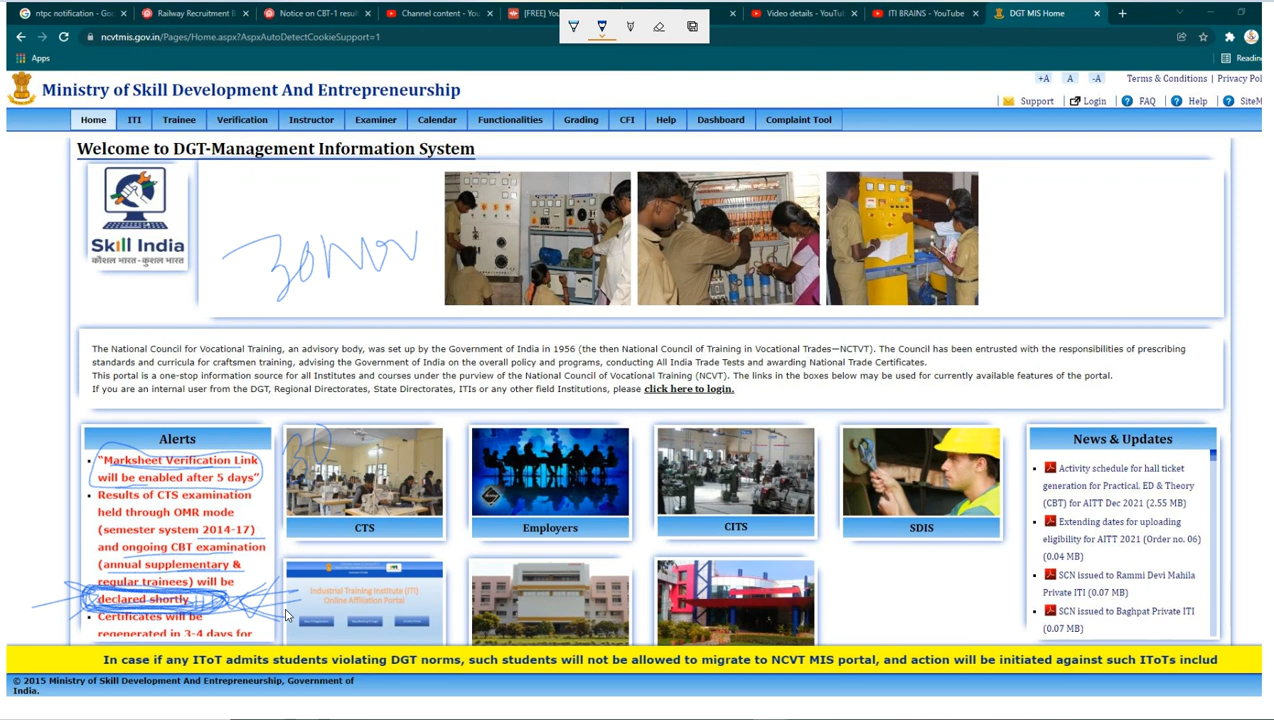 ntpc notification - Goo
Railway Recruitment B
Notice on CBT-1 resul
Channel content - YouT
[FREE] You
Video details - YouTub
ITI BRAINS - YouTube
DGT MIS Home
ncvtmis.gov.in/Pages/Home.aspx?AspxAutoDetectCookieSupport=1
Apps
Readin
Ministry of Skill Development And Entrepreneurship
+A A -A Terms & Conditions | Privacy Pol
Support Login FAQ Help SiteM
Home ITI Trainee Verification Instructor Examiner Calendar Functionalities Grading CFI Help Dashboard Complaint Tool
Welcome to DGT-Management Information System
Skill India
कौशल भारत-कुशल भारत
30 NOV
The National Council for Vocational Training, an advisory body, was set up by the Government of India in 1956 (the then National Council of Training in Vocational Trades—NCTVT). The Council has been entrusted with the responsibilities of prescribing
standards and curricula for craftsmen training, advising the Government of India on the overall policy and programs, conducting All India Trade Tests and awarding National Trade Certificates.
This portal is a one-stop information source for all Institutes and courses under the purview of the National Council of Vocational Training (NCVT). The links in the boxes below may be used for currently available features of the portal.
If you are an internal user from the DGT, Regional Directorates, State Directorates, ITIs or any other field Institutions, please click here to login.
Alerts
"Marksheet Verification Link
will be enabled after 5 days"
Results of CTS examination
held through OMR mode
(semester system 2014-17)
and ongoing CBT examination
(annual supplementary &
regular trainees) will be
declared shortly.
Certificates will be
regenerated in 3-4 days for
30
CTS
Employers
CITS
SDIS
Industrial Training Institute (ITI)
Online Affiliation Portal
News & Updates
Activity schedule for hall ticket
generation for Practical, ED & Theory
(CBT) for AITT Dec 2021 (2.55 MB)
Extending dates for uploading
eligibility for AITT 2021 (Order no. 06)
(0.04 MB)
SCN issued to Rammi Devi Mahila
Private ITI (0.07 MB)
SCN issued to Baghpat Private ITI
(0.07 MB)
In case if any IToT admits students violating DGT norms, such students will not be allowed to migrate to NCVT MIS portal, and action will be initiated against such IToTs includ
© 2015 Ministry of Skill Development And Entrepreneurship, Government of
India.